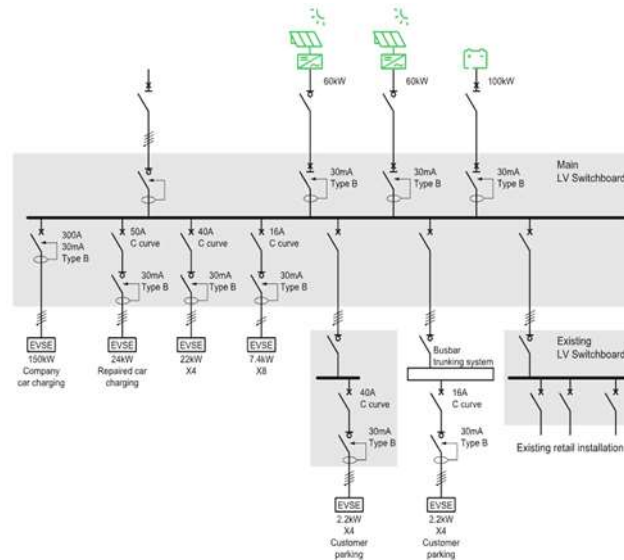 60kW
60kW
100kW
30mA
Type B
30mA
Type B
30mA
Type B
Main
LV Switchboard
300A
30mA
Type B
50A
C curve
40A
C curve
16A
C curve
30mA
Type B
30mA
Type B
30mA
Type B
EVSE
150kW
Company
car charging
EVSE
24kW
Repaired car
charging
EVSE
22kW
X4
EVSE
7.4kW
X8
Busbar
trunking system
Existing
LV Switchboard
40A
C curve
16A
C curve
30mA
Type B
30mA
Type B
Existing retail installation
EVSE
2.2kW
X4
Customer
parking
EVSE
2.2kW
X4
Customer
parking